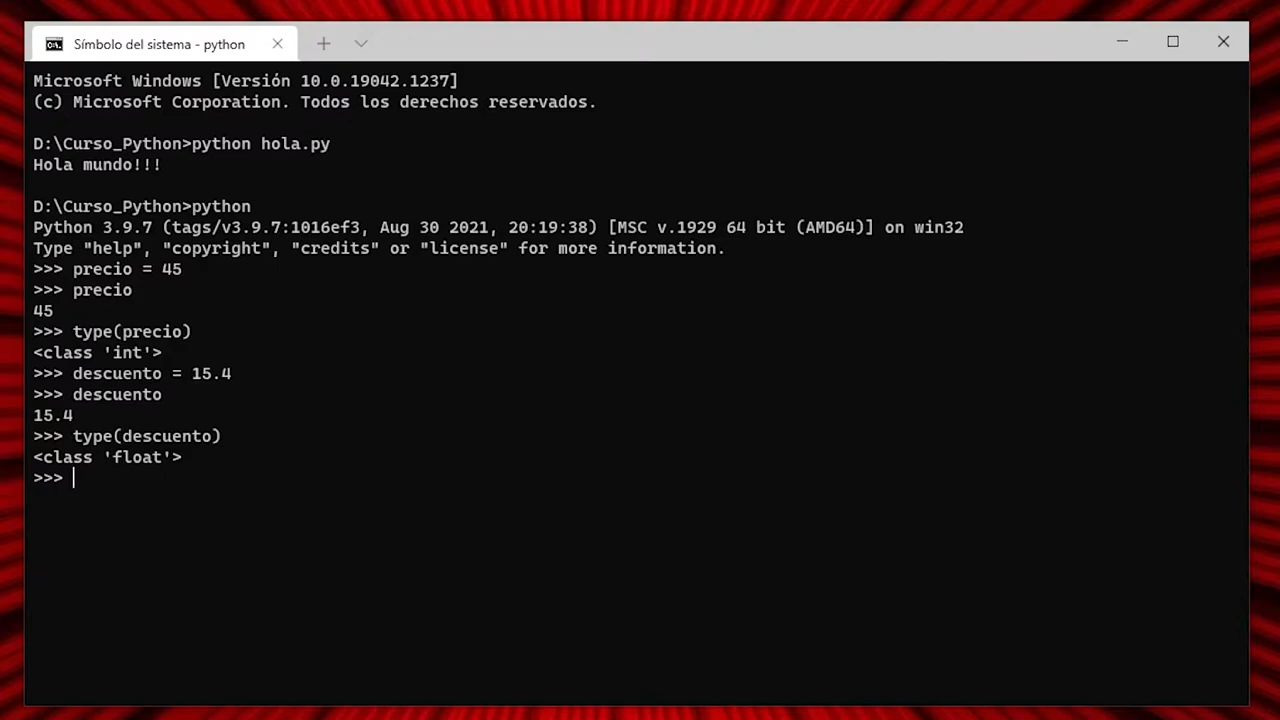 Símbolo del sistema - python
Microsoft Windows [Versión 10.0.19042.1237]
(c) Microsoft Corporation. Todos los derechos reservados.
D:\Curso_Python>python hola.py
Hola mundo!!!
D:\Curso_Python>python
Python 3.9.7 (tags/v3.9.7:1016ef3, Aug 30 2021, 20:19:38) [MSC v.1929 64 bit (AMD64)] on win32
Type "help", "copyright", "credits" or "license" for more information.
>>> precio = 45
>>> precio
45
>>> type(precio)
<class 'int'>
>>> descuento = 15.4
>>> descuento
15.4
>>> type(descuento)
<class 'float'>
>>>